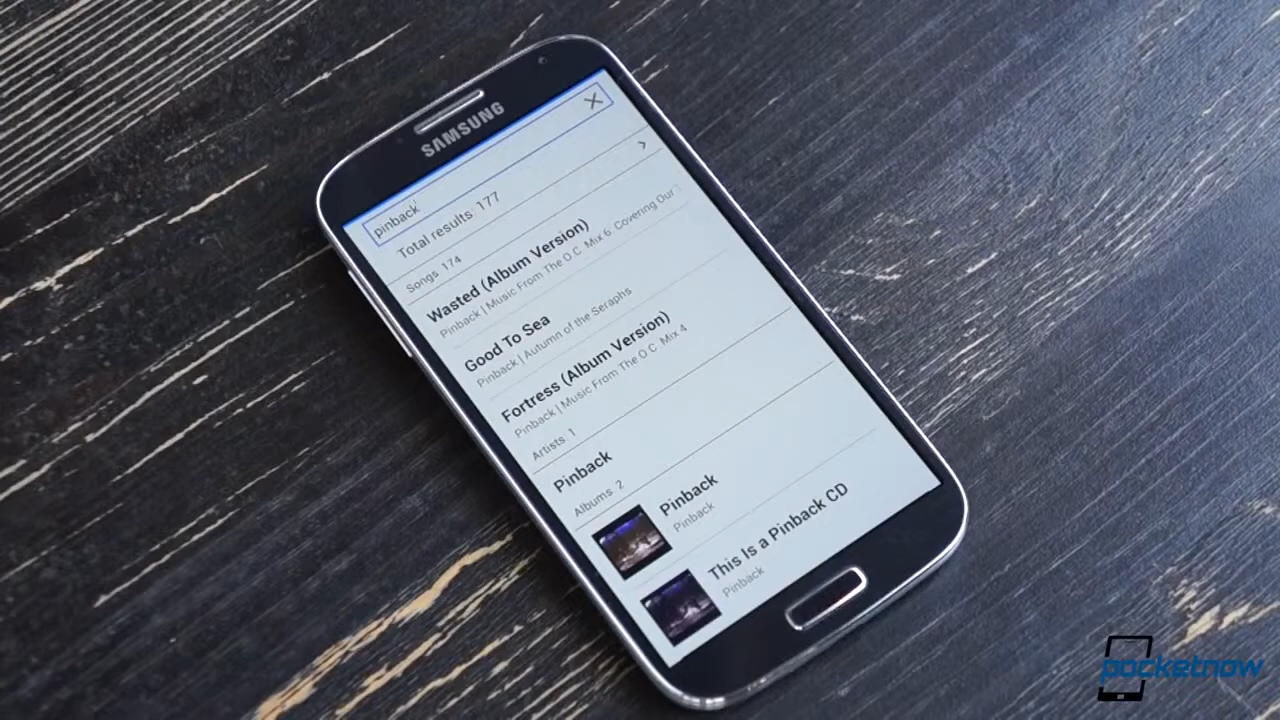 SAMSUNG
pinback
Total results 177
Songs 174
Wasted (Album Version)
Pinback | Music From The O.C. Mix 6: Covering Our
Good To Sea
Pinback | Autumn of the Seraphs
Fortress (Album Version)
Pinback | Music From The O C Mix 4
Artists 1
Pinback
Albums 2
Pinback
Pinback
This Is a Pinback CD
Pinback
pocketnow